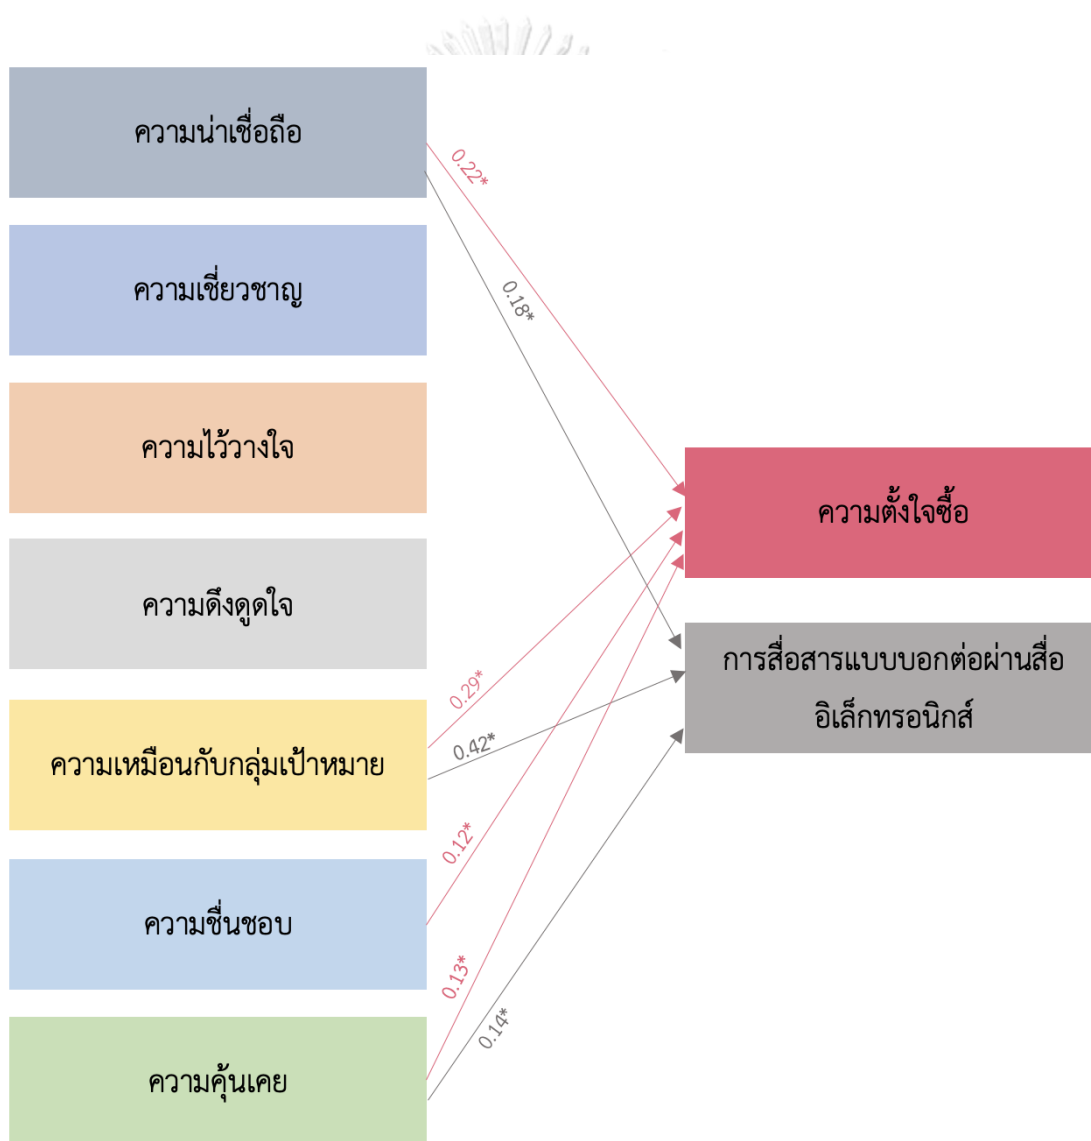 ความน่าเชื่อถือ
0.22*
ความเชี่ยวชาญ
0.18*
ความไว้วางใจ
ความตั้งใจซื้อ
ความดึงดูดใจ
การสื่อสารแบบบอกต่อผ่านสื่อ
อิเล็กทรอนิกส์
0.29*
0.42*
ความเหมือนกับกลุ่มเป้าหมาย
0.12*
ความชื่นชอบ
0.13*
0.14*
ความคุ้นเคย